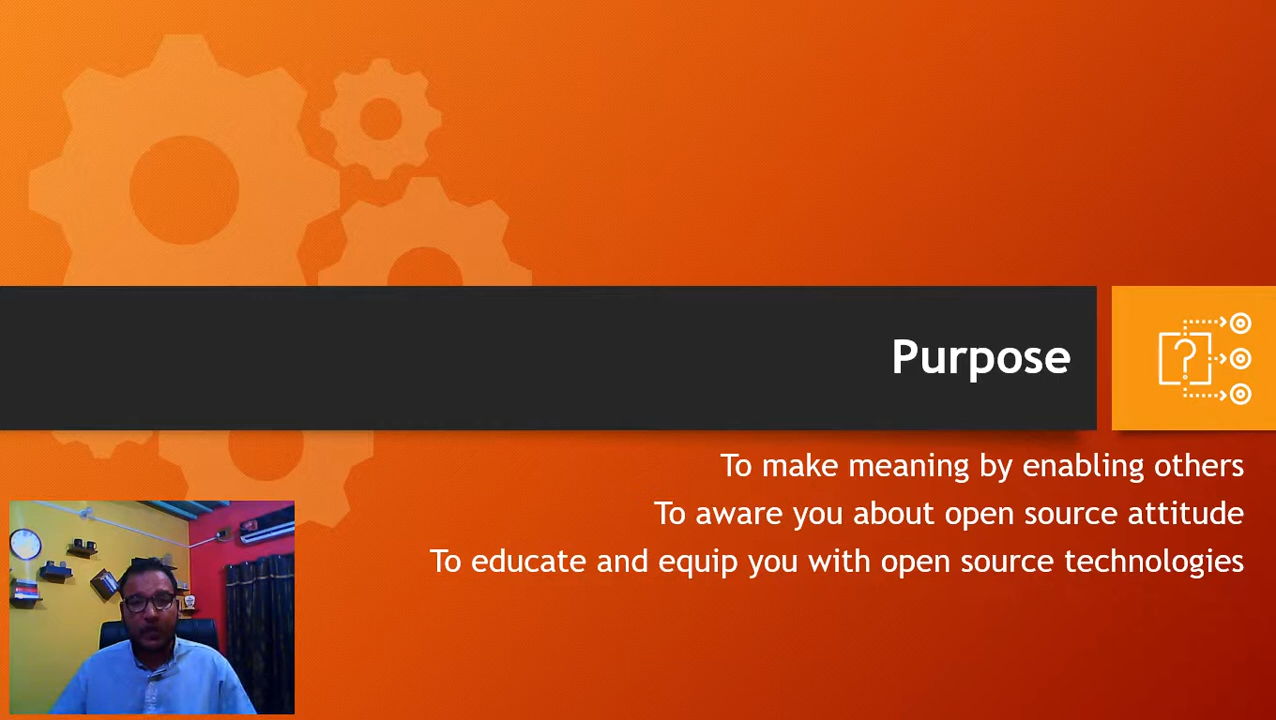 Purpose
To make meaning by enabling others
To aware you about open source attitude
To educate and equip you with open source technologies